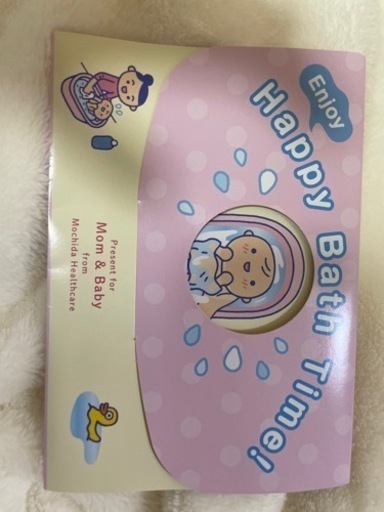 Enjoy
Happy Bath Time!
Present for
Mom & Baby
from
Mochida Healthcare